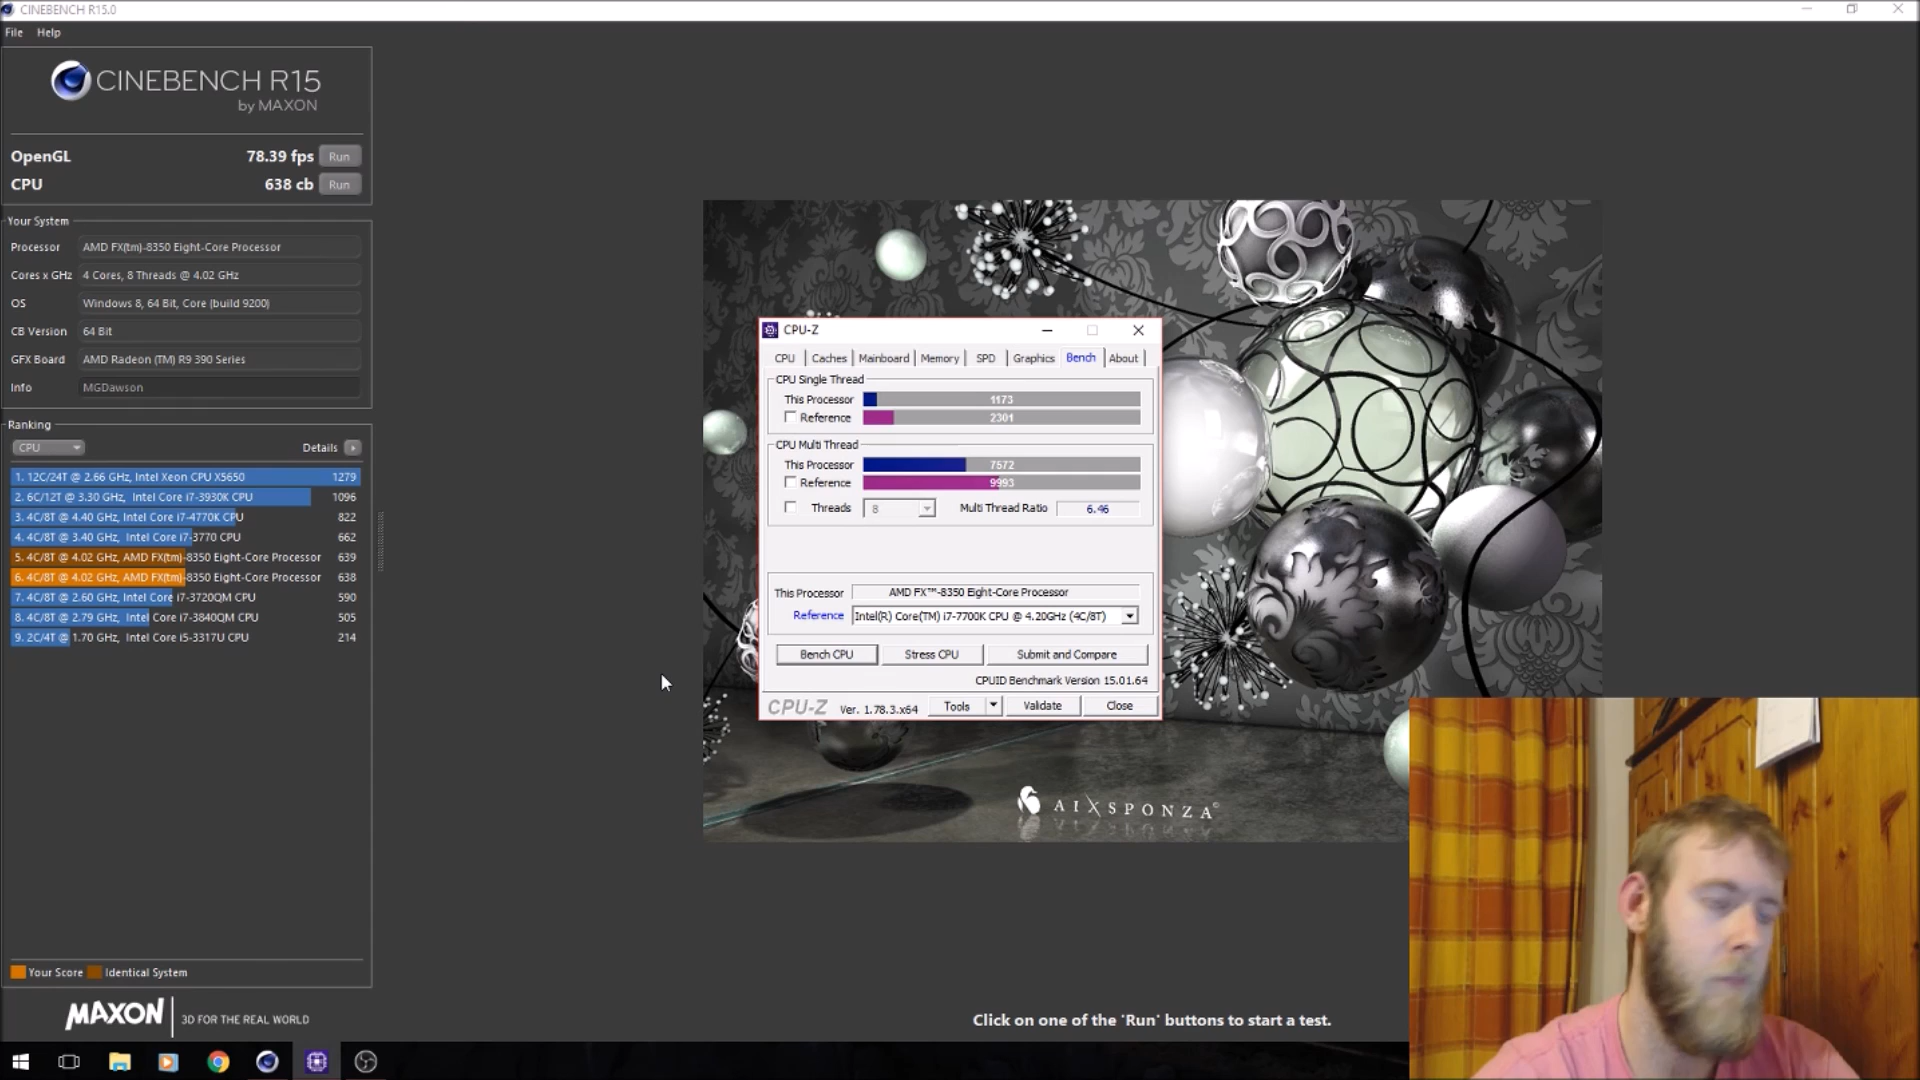 CINEBENCH R15.0
File Help
CINEBENCH R15
by MAXON
OpenGL 78.39 fps Run
CPU 638 cb Run
Your System
Processor AMD FX(tm)-8350 Eight-Core Processor
Cores x GHz 4 Cores, 8 Threads @ 4.02 GHz
OS Windows 8, 64 Bit, Core (build 9200)
CB Version 64 Bit
GFX Board AMD Radeon (TM) R9 390 Series
Info MGDawson
Ranking
CPU Details
1. 12C/24T @ 2.66 GHz, Intel Xeon CPU X5650 1279
2. 6C/12T @ 3.30 GHz, Intel Core i7-3930K CPU 1096
3. 4C/8T @ 4.40 GHz, Intel Core i7-4770K CPU 822
4. 4C/8T @ 3.40 GHz, Intel Core i7-3770 CPU 662
5. 4C/8T @ 4.02 GHz, AMD FX(tm)-8350 Eight-Core Processor 639
6. 4C/8T @ 4.02 GHz, AMD FX(tm)-8350 Eight-Core Processor 638
7. 4C/8T @ 2.60 GHz, Intel Core i7-3720QM CPU 590
8. 4C/8T @ 2.79 GHz, Intel Core i7-3840QM CPU 505
9. 2C/4T @ 1.70 GHz, Intel Core i5-3317U CPU 214
Your Score Identical System
MAXON 3D FOR THE REAL WORLD
CPU-Z
CPU Caches Mainboard Memory SPD Graphics Bench About
CPU Single Thread
This Processor 1173
Reference 2301
CPU Multi Thread
This Processor 7572
Reference 9993
Threads 8 Multi Thread Ratio 6.46
This Processor AMD FX™-8350 Eight-Core Processor
Reference Intel(R) Core(TM) i7-7700K CPU @ 4.20GHz (4C/8T)
Bench CPU Stress CPU Submit and Compare
CPUID Benchmark Version 15.01.64
CPU-Z Ver. 1.78.3.x64 Tools Validate Close
AIXSPONZA©
Click on one of the 'Run' buttons to start a test.